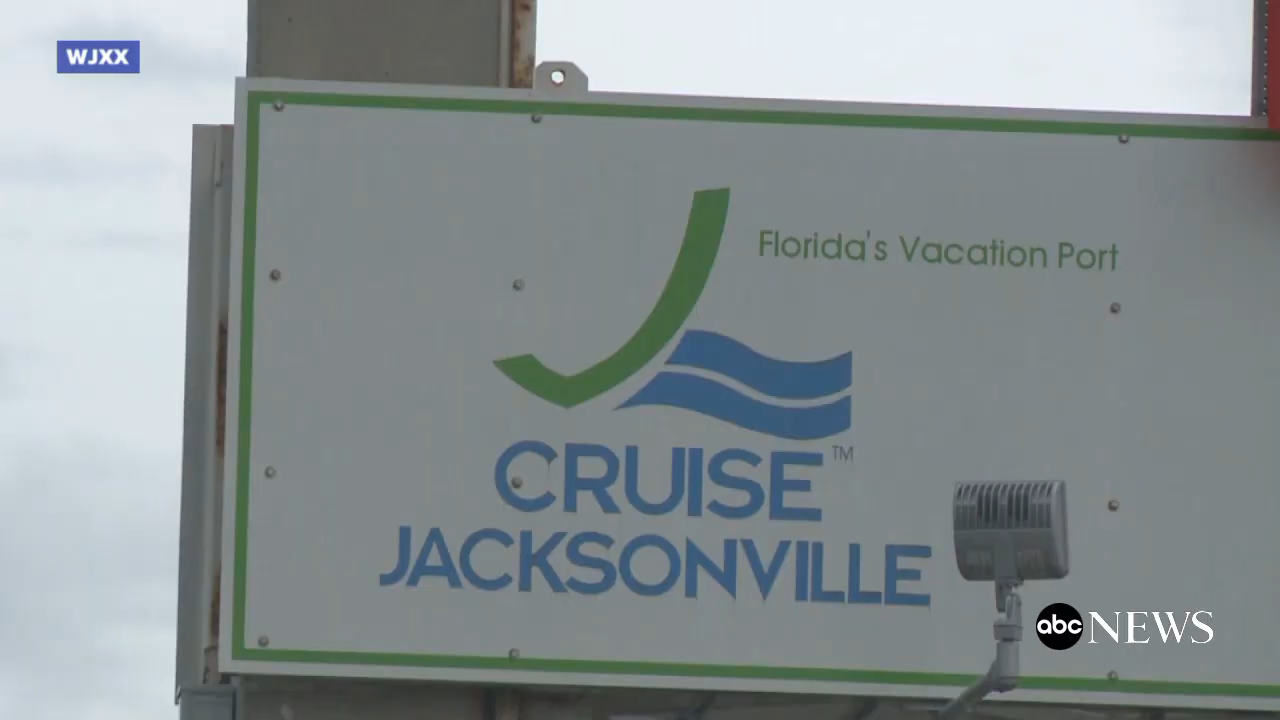 WJXX
Florida's Vacation Port
CRUISE™
JACKSONVILLE
abc NEWS